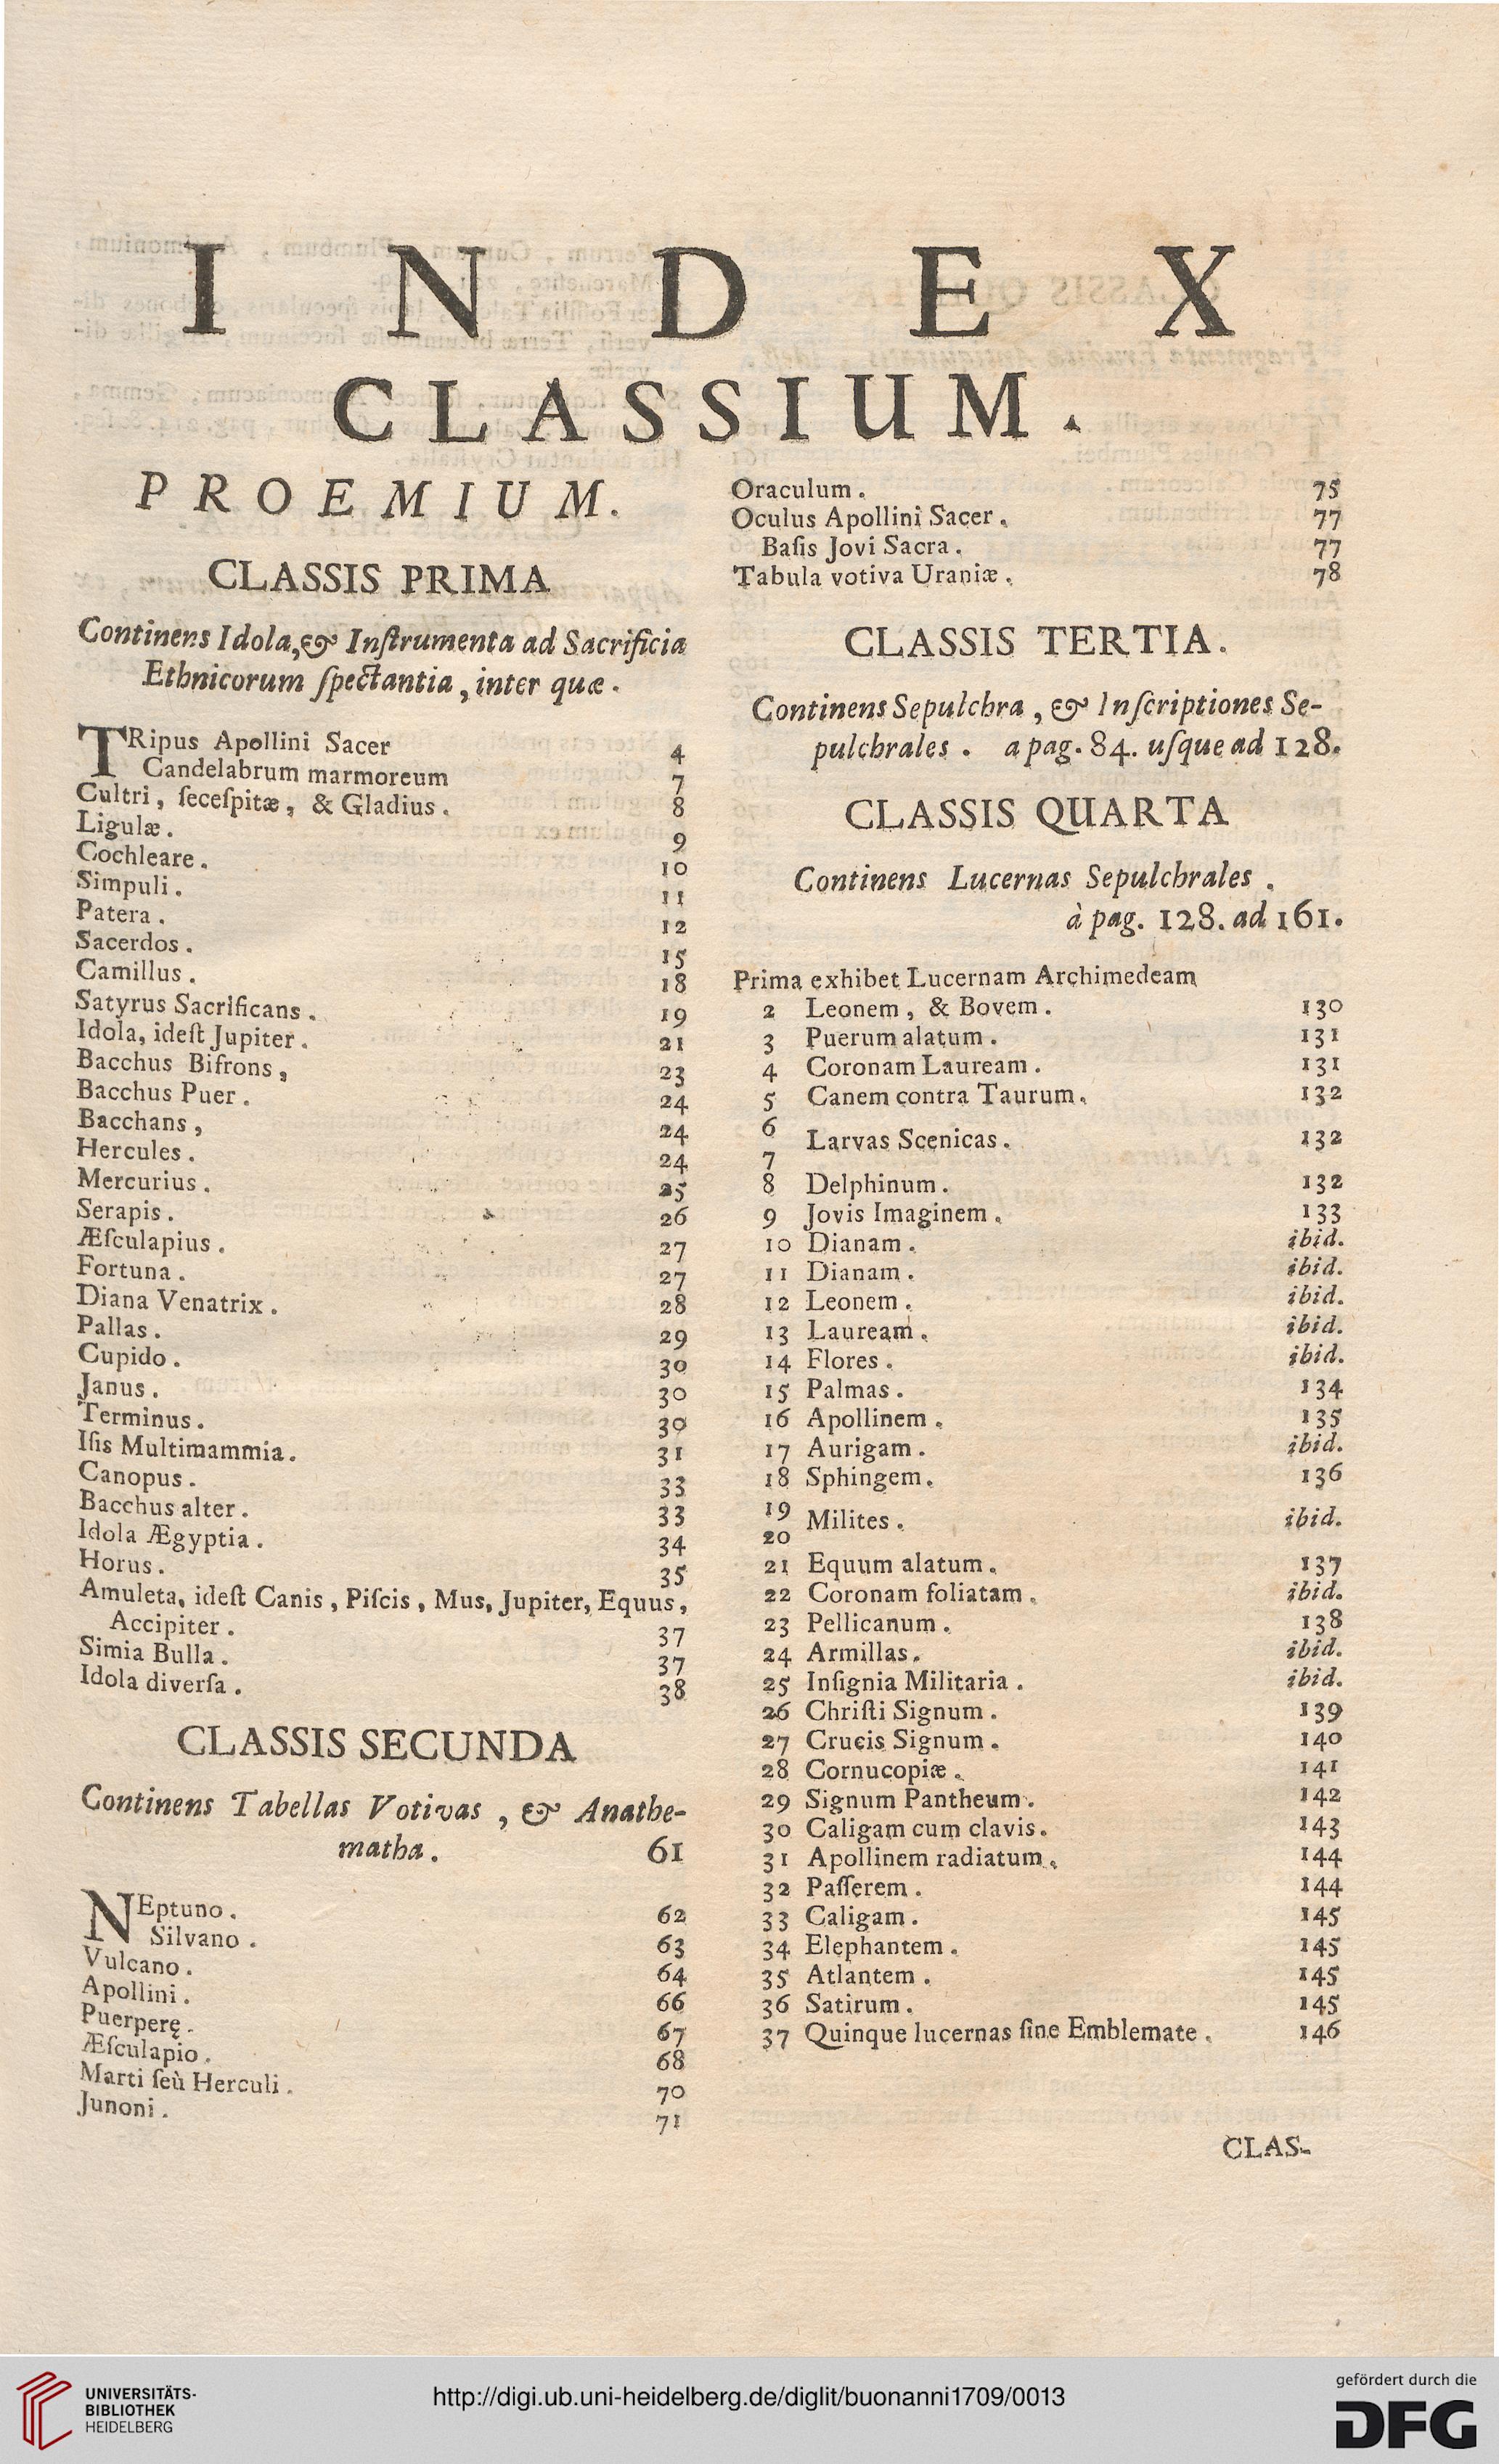 INDEX
CLASSIUM.
PROEMIUM.
CLASSIS PRIMA
Continens Idola, & Inſtrumenta ad Sacrificia
Ethnicorum ſpectantia, inter quæ.
TRipus Apollini Sacer 4
Candelabrum marmoreum 7
Cultri, ſeceſpitæ, & Gladius. 8
Ligulæ. 9
Cochleare. 10
Simpuli. 11
Patera. 12
Sacerdos. 15
Camillus. 18
Satyrus Sacrificans. 19
Idola, ideſt Jupiter. 21
Bacchus Bifrons, 23
Bacchus Puer. 24
Bacchans, 24
Hercules. 24
Mercurius. 25
Serapis. 26
Æſculapius. 27
Fortuna. 27
Diana Venatrix. 28
Pallas. 29
Cupido. 30
Janus. 30
Terminus. 30
Iſis Multimammia. 31
Canopus. 33
Bacchus alter. 33
Idola Ægyptia. 34
Horus. 35
Amuleta, ideſt Canis, Piſcis, Mus, Jupiter, Equus,
Accipiter. 37
Simia Bulla. 37
Idola diverſa. 38
CLASSIS SECUNDA
Continens Tabellas Votivas, & Anathe-
matha. 61
NEptuno. 62
Silvano. 63
Vulcano. 64
Apollini. 66
Puerperę. 67
Æſculapio. 68
Marti ſeù Herculi. 70
Junoni. 71
Oraculum. 75
Oculus Apollini Sacer. 77
Baſis Jovi Sacra. 77
Tabula votiva Uraniæ. 78
CLASSIS TERTIA.
Continens Sepulchra, & Inſcriptiones Se-
pulchrales. a pag. 84. uſque ad 128.
CLASSIS QUARTA
Continens Lucernas Sepulchrales.
à pag. 128. ad 161.
Prima exhibet Lucernam Archimedeam
2 Leonem, & Bovem. 130
3 Puerum alatum. 131
4 Coronam Lauream. 131
5 Canem contra Taurum. 132
6
7 Larvas Scenicas. 132
8 Delphinum. 132
9 Jovis Imaginem. 133
10 Dianam. ibid.
11 Dianam. ibid.
12 Leonem. ibid.
13 Lauream. ibid.
14 Flores. ibid.
15 Palmas. 134
16 Apollinem. 135
17 Aurigam. ibid.
18 Sphingem. 136
19
20 Milites. ibid.
21 Equum alatum. 137
22 Coronam foliatam. ibid.
23 Pellicanum. 138
24 Armillas. ibid.
25 Inſignia Militaria. ibid.
26 Chriſti Signum. 139
27 Crucis Signum. 140
28 Cornucopiæ. 141
29 Signum Pantheum. 142
30 Caligam cum clavis. 143
31 Apollinem radiatum. 144
32 Paſſerem. 144
33 Caligam. 145
34 Elephantem. 145
35 Atlantem. 145
36 Satirum. 145
37 Quinque lucernas ſine Emblemate. 146
CLAS-
UNIVERSITÄTS-
BIBLIOTHEK
HEIDELBERG
http://digi.ub.uni-heidelberg.de/diglit/buonanni1709/0013
gefördert durch die
DFG